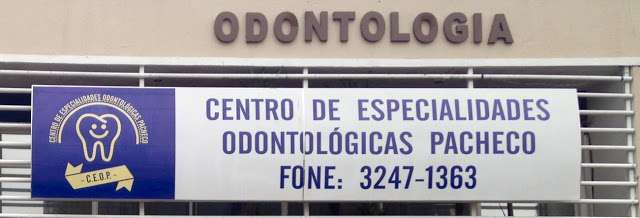 ODONTOLOGIA
CENTRO DE ESPECIALIDADES ODONTOLÓGICAS PACHECO
- C.E.O.P. -
CENTRO DE ESPECIALIDADES
ODONTOLÓGICAS PACHECO
FONE: 3247-1363